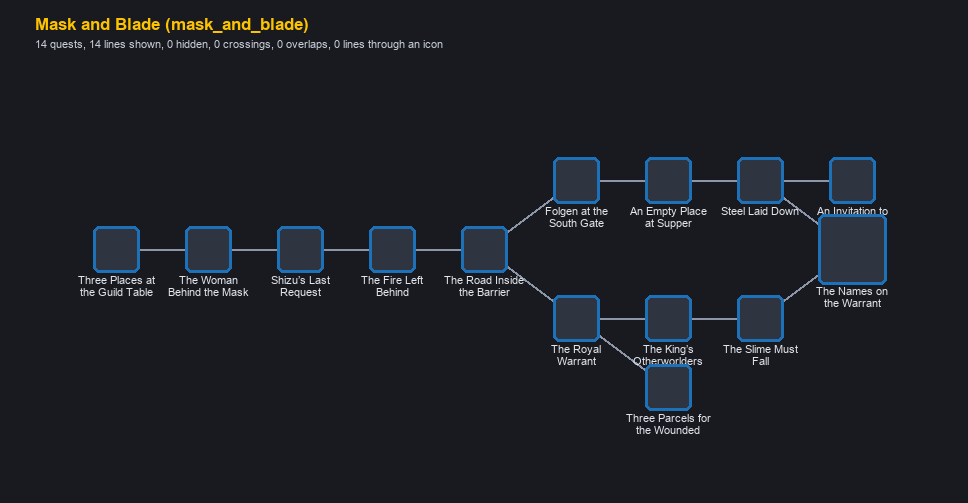 Mask and Blade (mask_and_blade)
14 quests, 14 lines shown, 0 hidden, 0 crossings, 0 overlaps, 0 lines through an icon
Folgen at the
South Gate
An Empty Place
at Supper
Steel Laid Down
An Invitation to
Three Places at
the Guild Table
The Woman
Behind the Mask
Shizu's Last
Request
The Fire Left
Behind
The Road Inside
the Barrier
The Names on
the Warrant
The Royal
Warrant
The King's
Otherworlders
The Slime Must
Fall
Three Parcels for
the Wounded